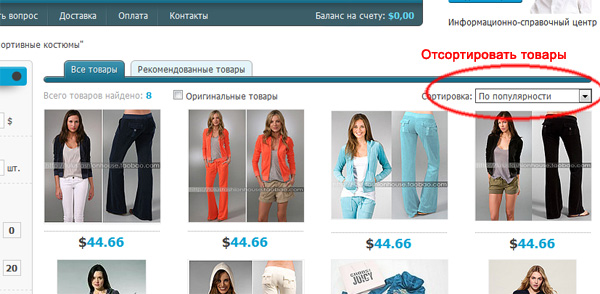 ть вопрос Доставка Оплата Контакты Баланс на счету: $0,00
Информационно-справочный центр
ортивные костюмы"
Отсортировать товары
Все товары Рекомендованные товары
Всего товаров найдено: 8 Оригинальные товары Сортировка: По популярности
$
шт.
0
20
$44.66 $44.66 $44.66 $44.66
JUICY